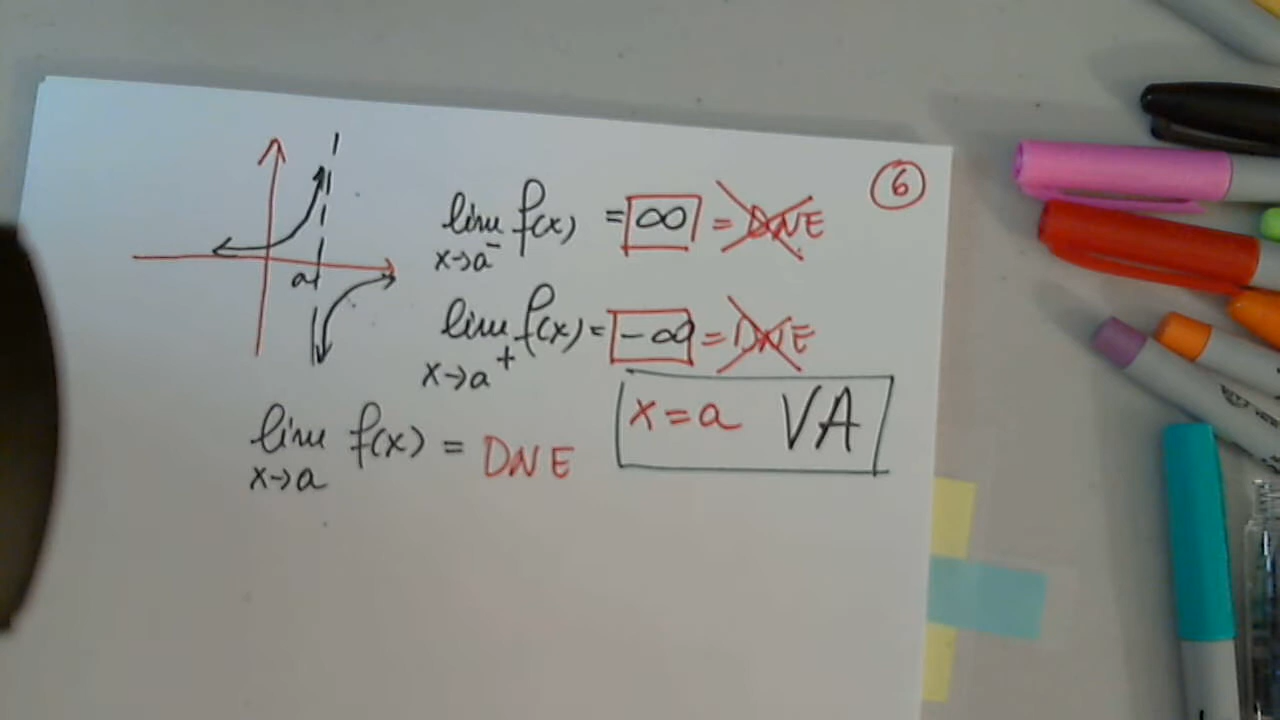 6
lim f(x) = ∞ = DNE
x→a⁻
a
lim f(x) = -∞ = DNE
x→a⁺
x = a VA
lim f(x) = DNE
x→a